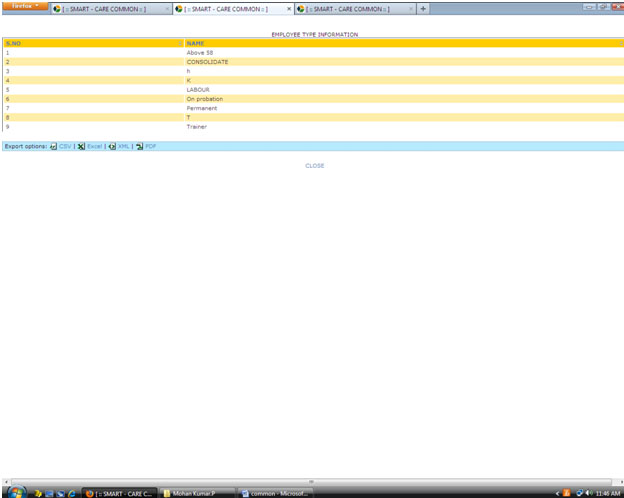 Firefox
[ :: SMART - CARE COMMON :: ] × [ :: SMART - CARE COMMON :: ] × [ :: SMART - CARE COMMON :: ] × +
EMPLOYEE TYPE INFORMATION
S.NO NAME
1 Above 58
2 CONSOLIDATE
3 h
4 K
5 LABOUR
6 On probation
7 Permanent
8 T
9 Trainer
Export options: CSV | Excel | XML | PDF
CLOSE
[ :: SMART - CARE C... Mohan Kumar.P common - Microsof... 11:46 AM